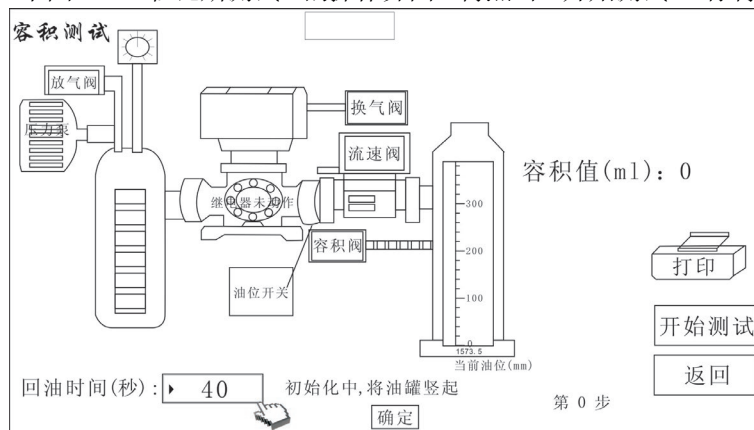 容积测试
放气阀
压力泵
换气阀
流速阀
继电器未动作
容积阀
油位开关
300
200
100
0
1573.5
当前油位(mm)
容积值(ml): 0
打印
开始测试
返回
回油时间(秒): 40
初始化中,将油罐竖起
确定
第 0 步